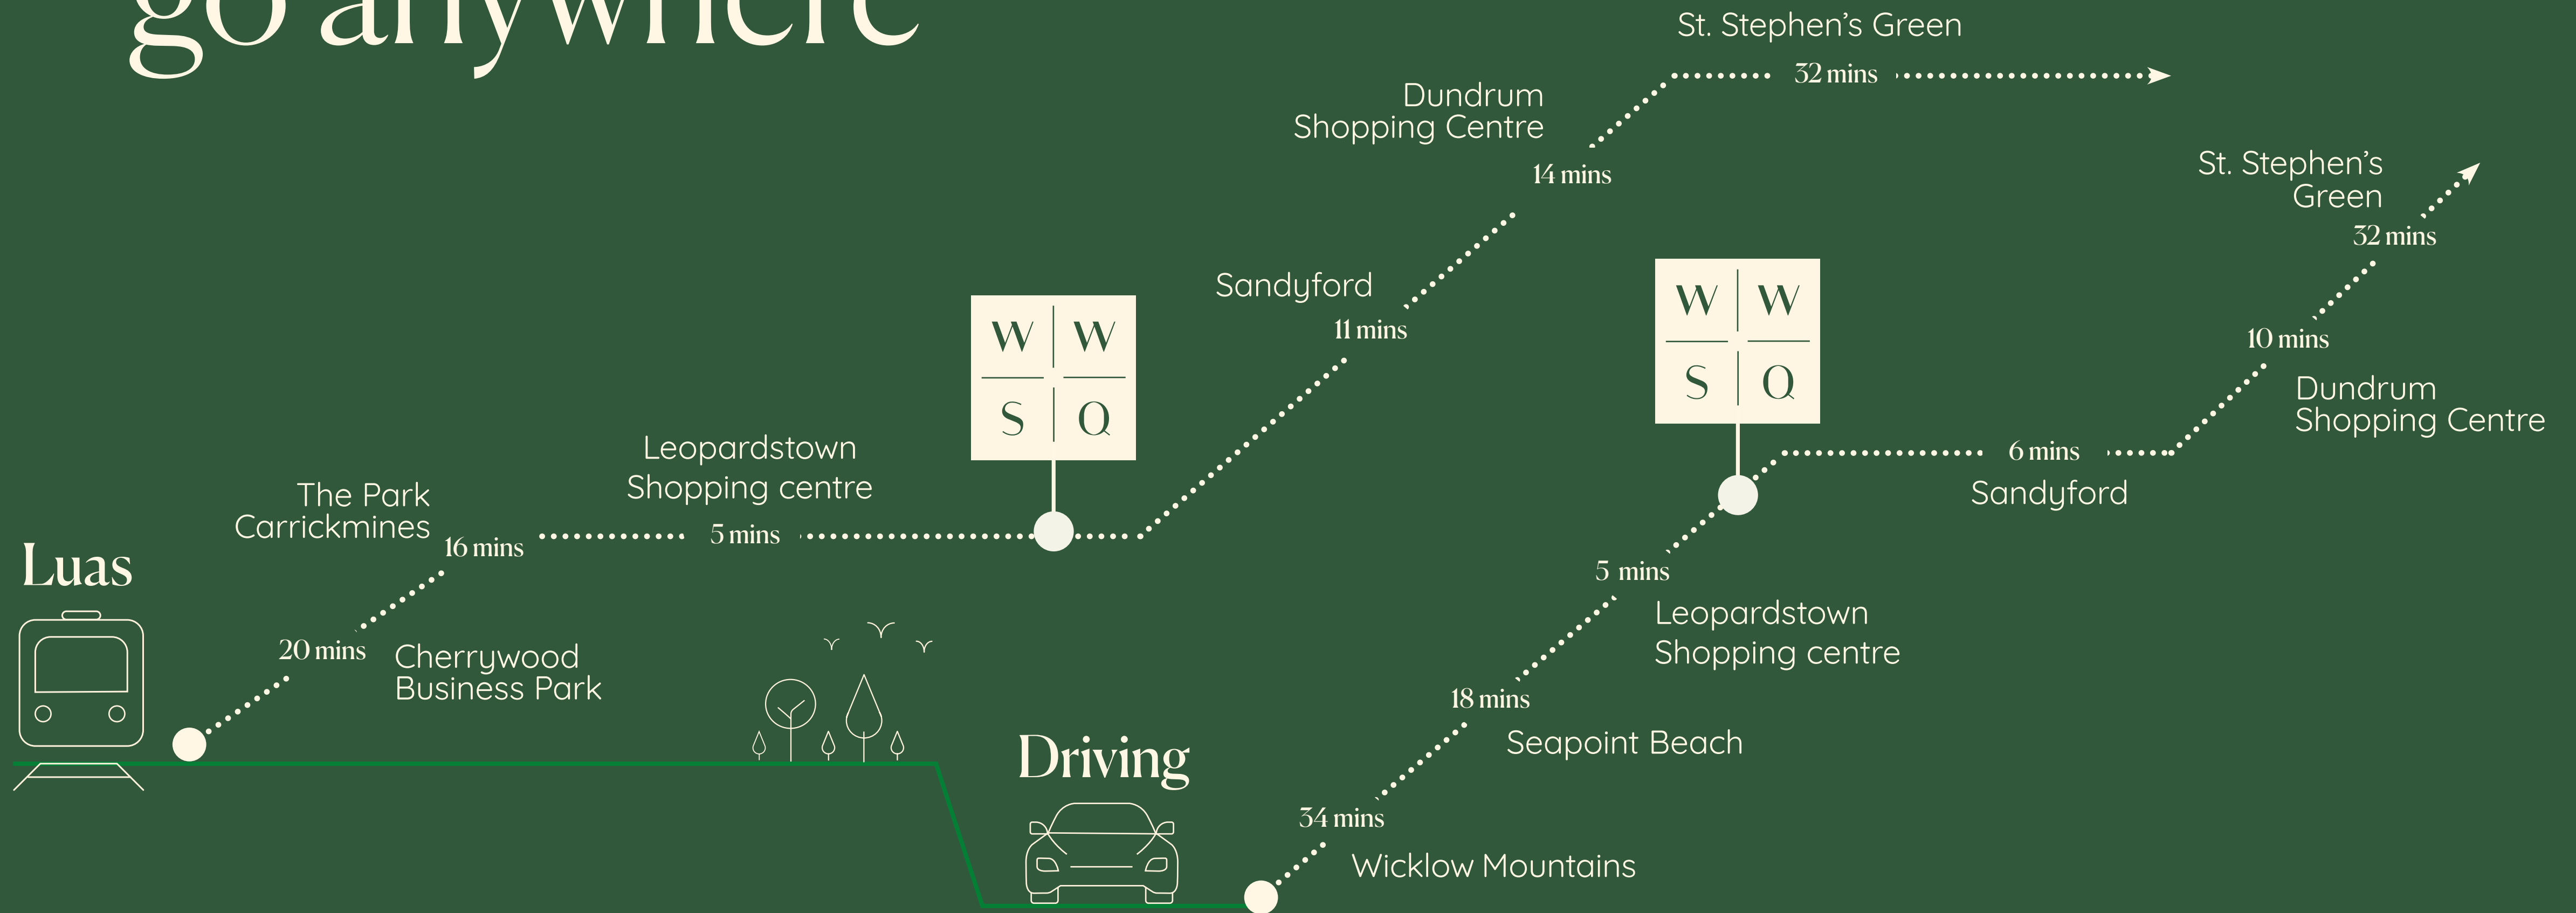 go anywhere
St. Stephen's Green
32 mins
Dundrum
Shopping Centre
14 mins
Sandyford
11 mins
W W
S Q
Leopardstown
Shopping centre
5 mins
The Park
Carrickmines
16 mins
20 mins
Cherrywood
Business Park
Luas
St. Stephen's
Green
32 mins
10 mins
Dundrum
Shopping Centre
W W
S Q
6 mins
Sandyford
5 mins
Leopardstown
Shopping centre
18 mins
Seapoint Beach
34 mins
Wicklow Mountains
Driving